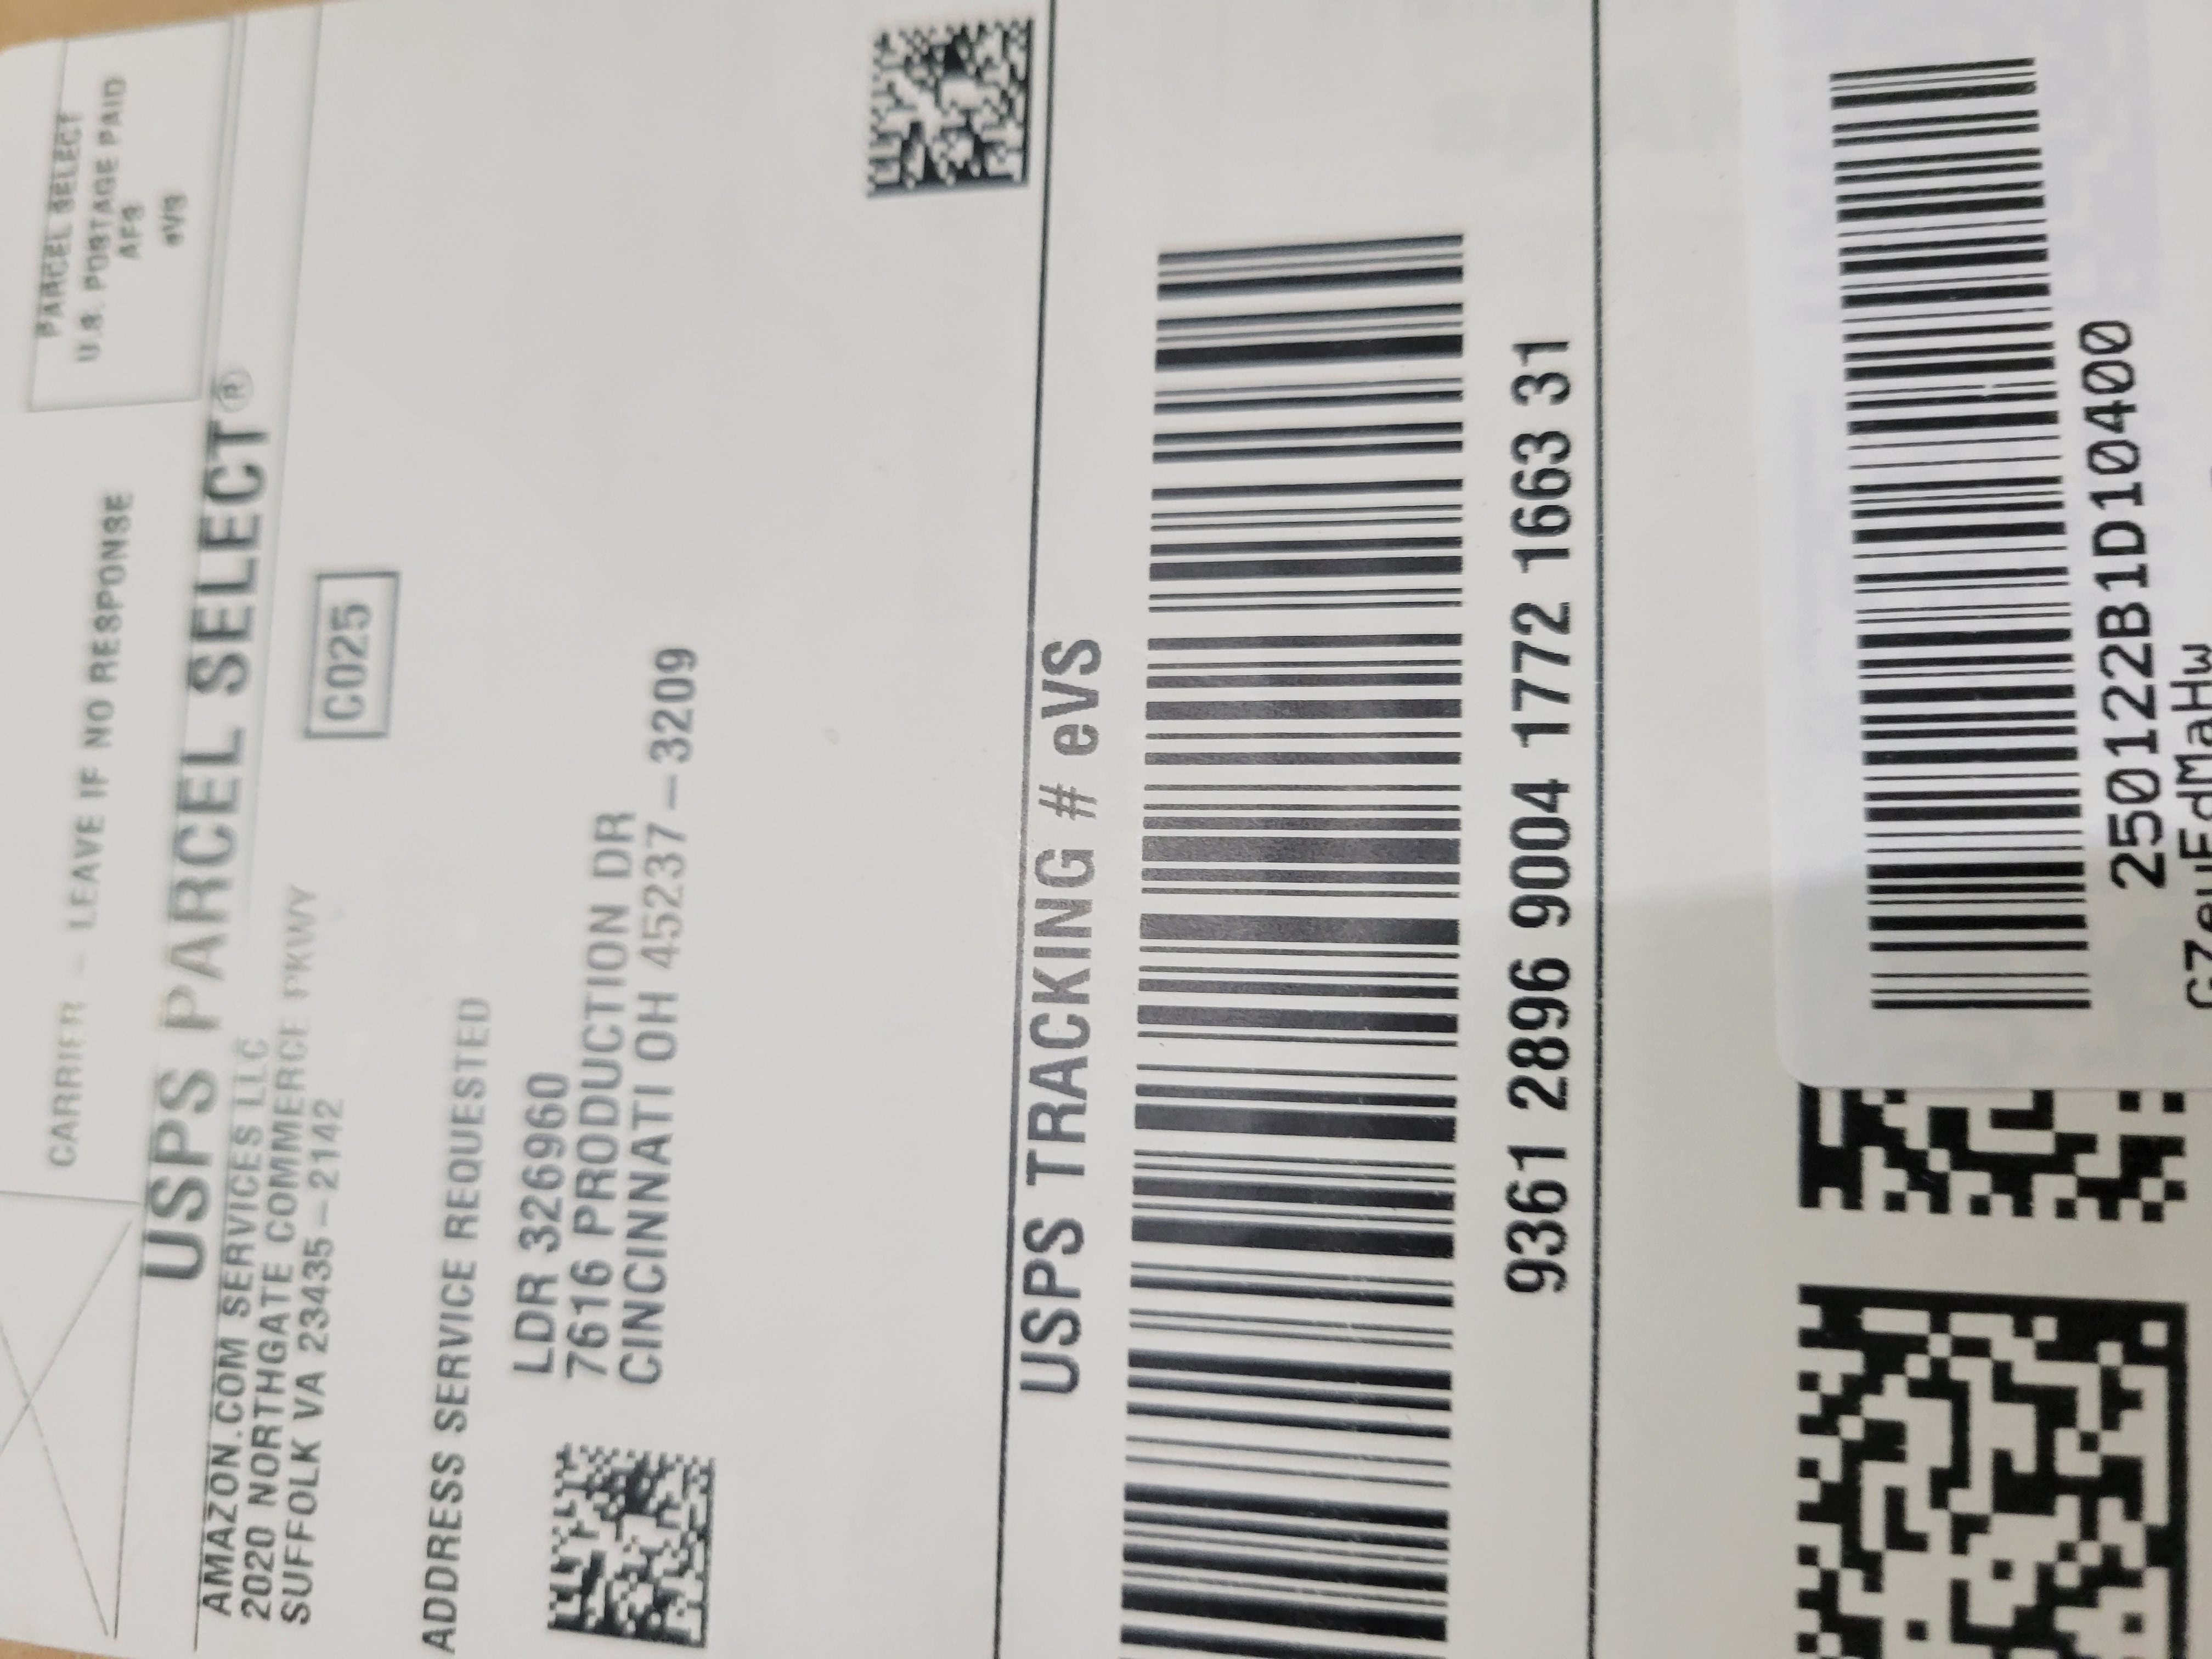 PARCEL SELECT
U.S. POSTAGE PAID
AFS
eVS
CARRIER - LEAVE IF NO RESPONSE
USPS PARCEL SELECT®
AMAZON.COM SERVICES LLC
2020 NORTHGATE COMMERCE PKWY
SUFFOLK VA 23435-2142
C025
ADDRESS SERVICE REQUESTED
LDR 326960
7616 PRODUCTION DR
CINCINNATI OH 45237-3209
USPS TRACKING # eVS
9361 2896 9004 1772 1663 31
250122B1D10400